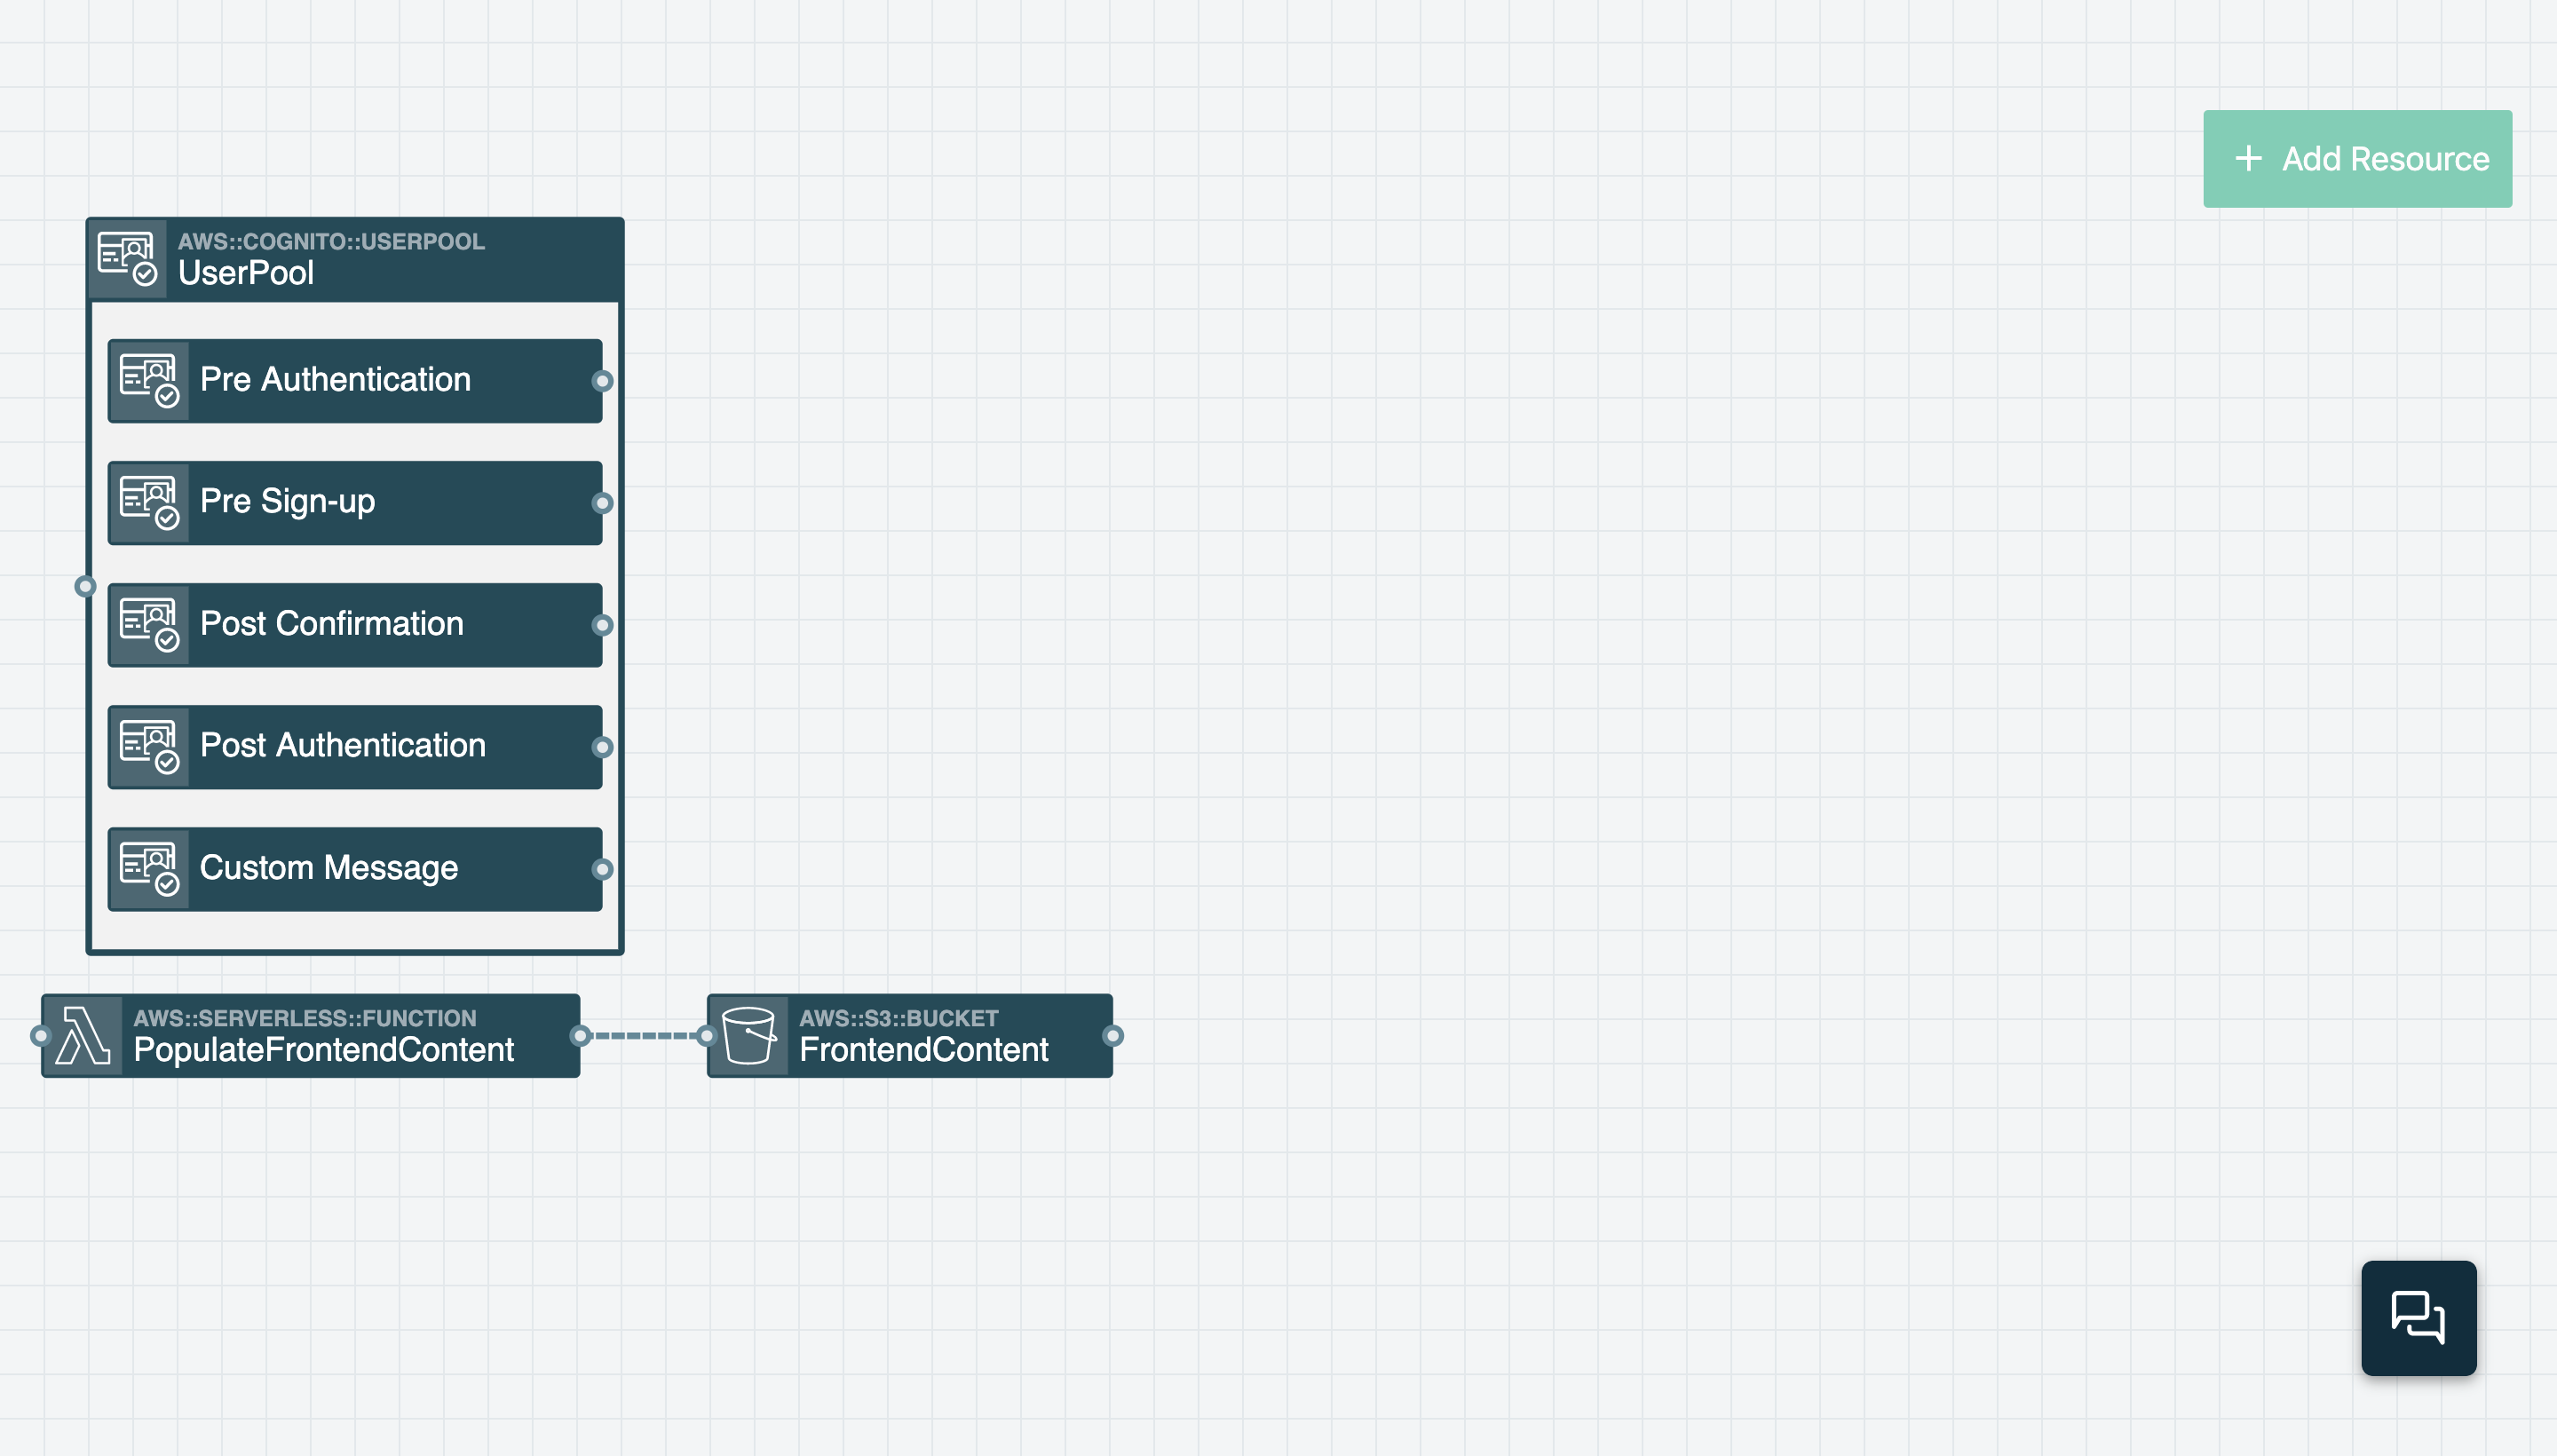 + Add Resource
AWS::COGNITO::USERPOOL
UserPool
Pre Authentication
Pre Sign-up
Post Confirmation
Post Authentication
Custom Message
AWS::SERVERLESS::FUNCTION
PopulateFrontendContent
AWS::S3::BUCKET
FrontendContent